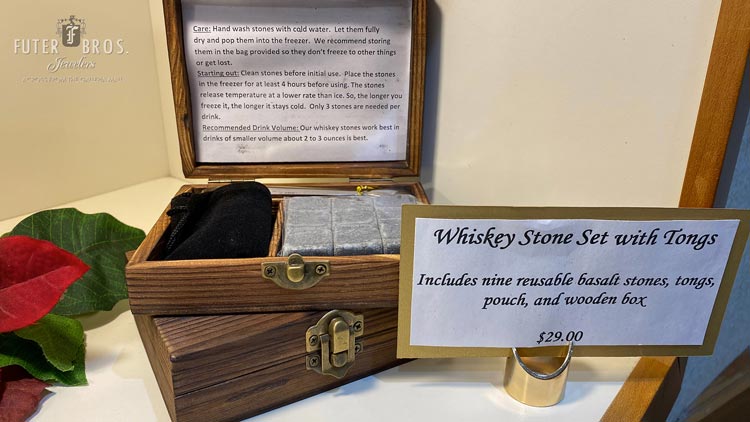 FUTER BROS.
Jewelers
Care: Hand wash stones with cold water. Let them fully
dry and pop them into the freezer. We recommend storing
them in the bag provided so they don't freeze to other things
or get lost.
Starting out: Clean stones before initial use. Place the stones
in the freezer for at least 4 hours before using. The stones
release temperature at a lower rate than ice. So, the longer you
freeze it, the longer it stays cold. Only 3 stones are needed per
drink.
Recommended Drink Volume: Our whiskey stones work best in
drinks of smaller volume about 2 to 3 ounces is best.
Whiskey Stone Set with Tongs
Includes nine reusable basalt stones, tongs,
pouch, and wooden box
$29.00